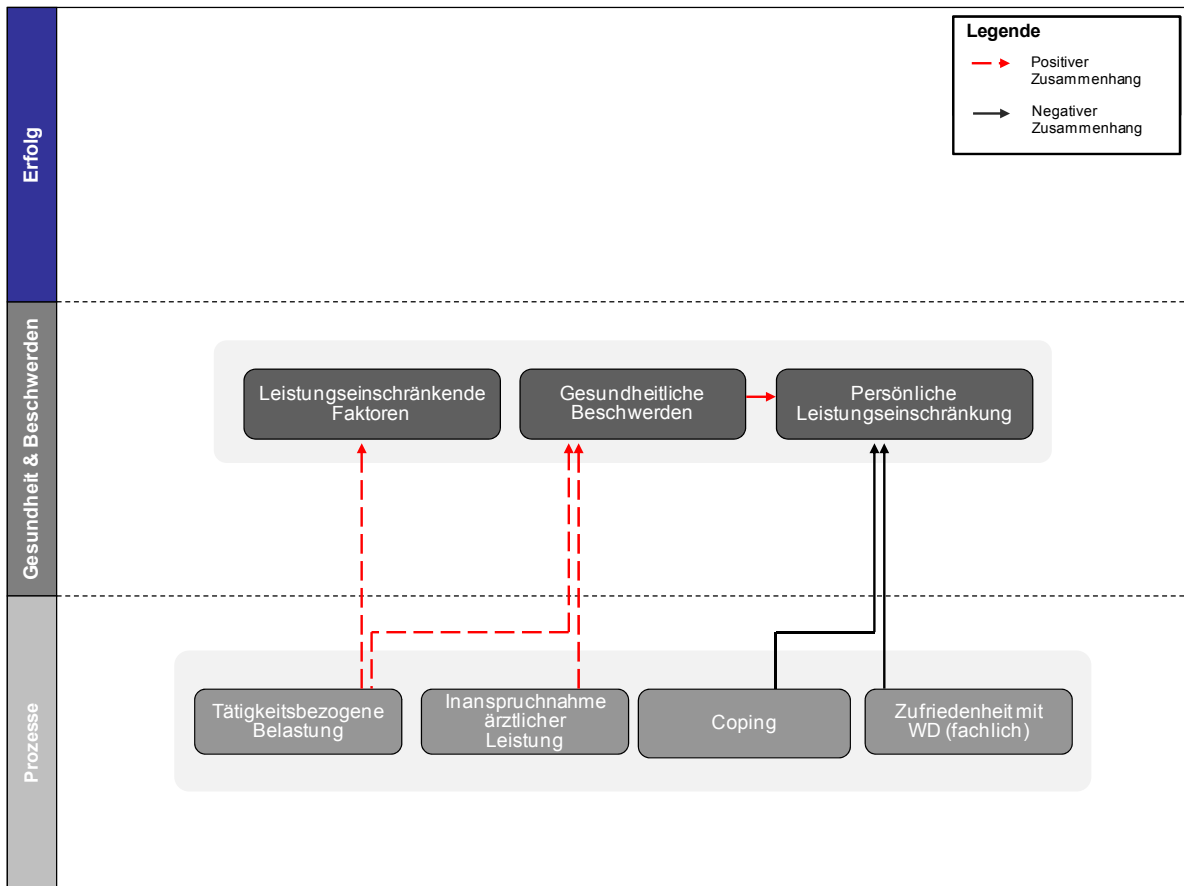 Erfolg
Legende
Positiver
Zusammenhang
Negativer
Zusammenhang
Gesundheit & Beschwerden
Leistungseinschränkende
Faktoren
Gesundheitliche
Beschwerden
Persönliche
Leistungseinschränkung
Prozesse
Tätigkeitsbezogene
Belastung
Inanspruchnahme
ärztlicher
Leistung
Coping
Zufriedenheit mit
WD (fachlich)